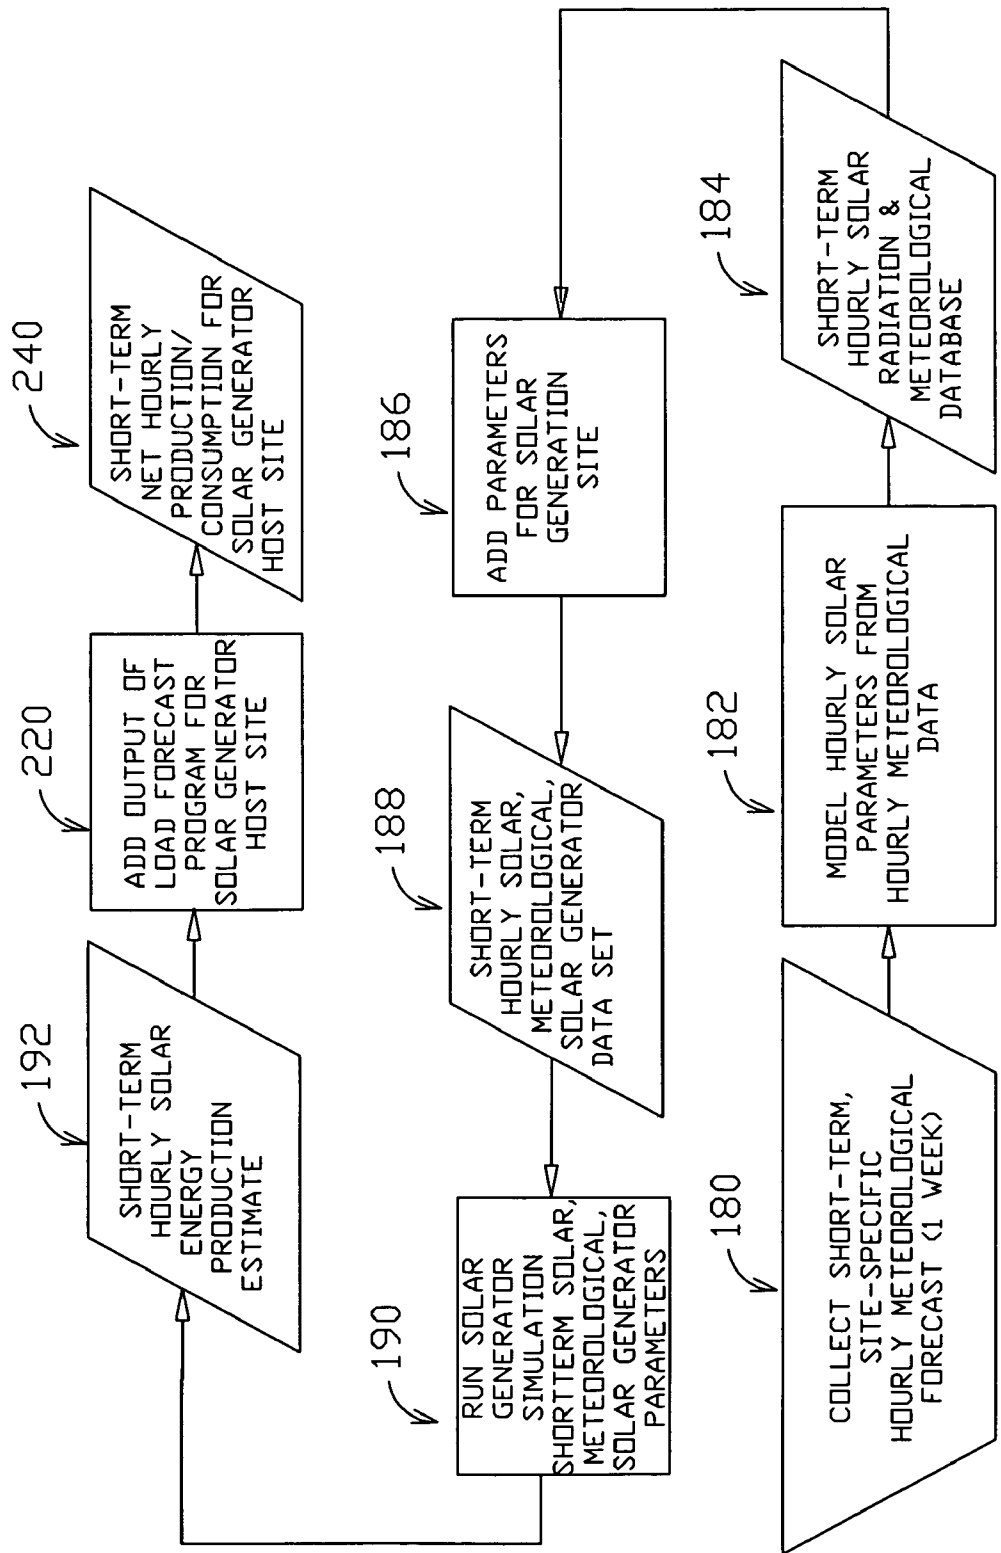 192
SHORT-TERM
HOURLY SOLAR
ENERGY
PRODUCTION
ESTIMATE
220
ADD OUTPUT OF
LOAD FORECAST
PROGRAM FOR
SOLAR GENERATOR
HOST SITE
240
SHORT-TERM
NET HOURLY
PRODUCTION/
CONSUMPTION FOR
SOLAR GENERATOR
HOST SITE
190
RUN SOLAR
GENERATOR
SIMULATION
SHORTTERM SOLAR,
METEOROLOGICAL,
SOLAR GENERATOR
PARAMETERS
188
SHORT-TERM
HOURLY SOLAR,
METEOROLOGICAL,
SOLAR GENERATOR
DATA SET
186
ADD PARAMETERS
FOR SOLAR
GENERATION
SITE
180
COLLECT SHORT-TERM,
SITE-SPECIFIC
HOURLY METEOROLOGICAL
FORECAST (1 WEEK)
182
MODEL HOURLY SOLAR
PARAMETERS FROM
HOURLY METEOROLOGICAL
DATA
184
SHORT-TERM
HOURLY SOLAR
RADIATION &
METEOROLOGICAL
DATABASE